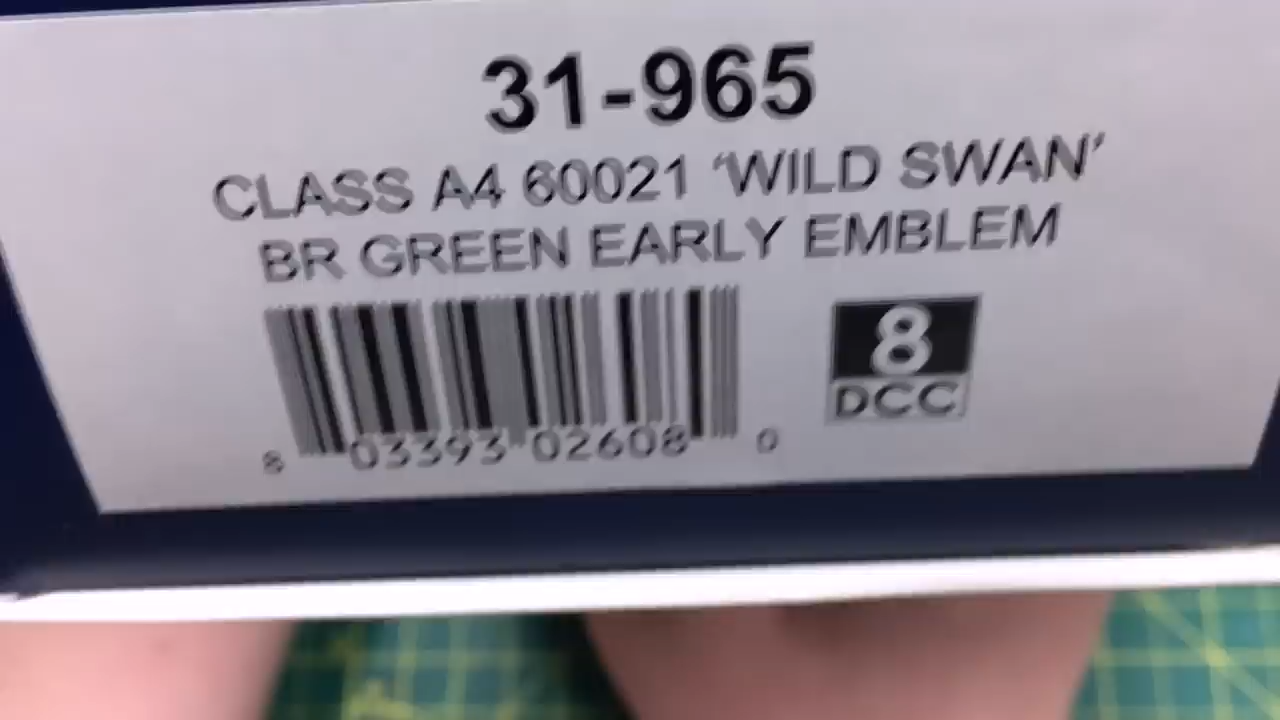 31-965
CLASS A4 60021 ‘WILD SWAN’
BR GREEN EARLY EMBLEM
8
DCC
8 03393 02608 0